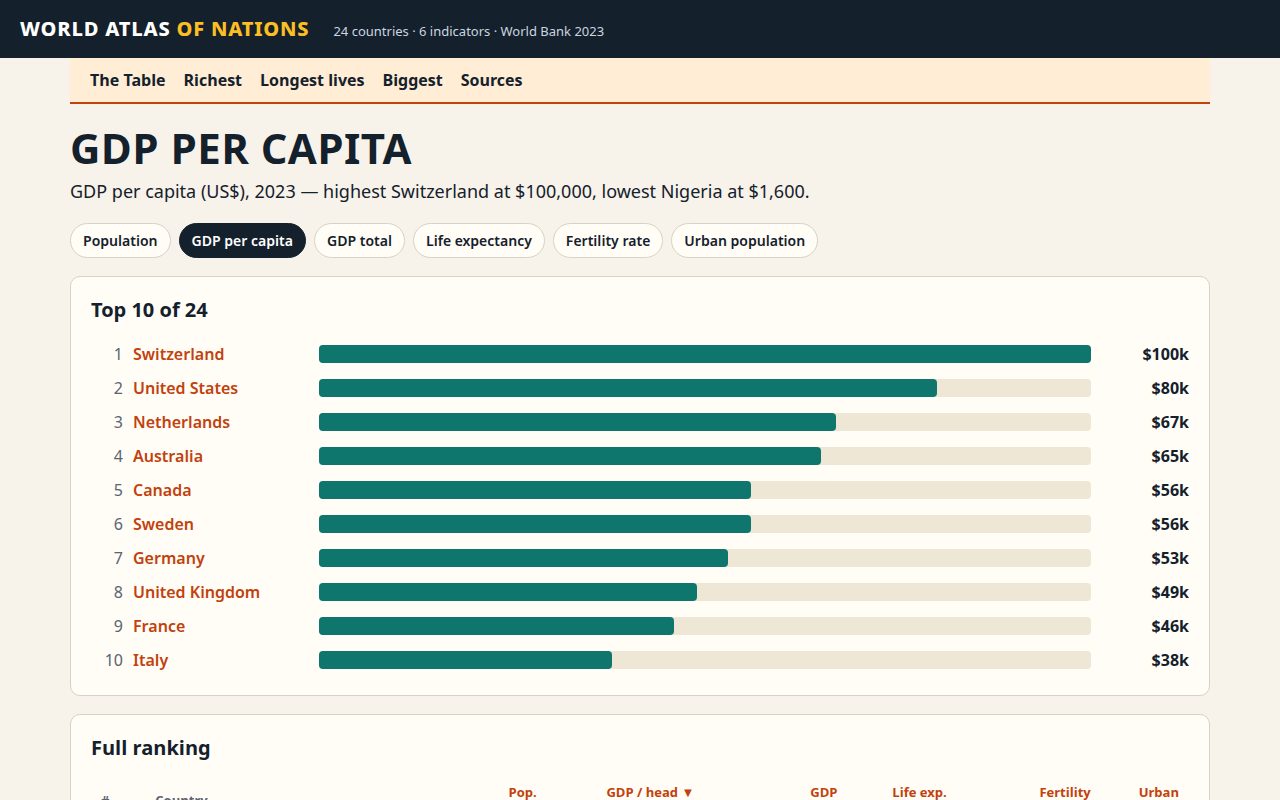 WORLD ATLAS OF NATIONS 24 countries · 6 indicators · World Bank 2023
The Table Richest Longest lives Biggest Sources
GDP PER CAPITA
GDP per capita (US$), 2023 — highest Switzerland at $100,000, lowest Nigeria at $1,600.
Population GDP per capita GDP total Life expectancy Fertility rate Urban population
Top 10 of 24
1 Switzerland $100k
2 United States $80k
3 Netherlands $67k
4 Australia $65k
5 Canada $56k
6 Sweden $56k
7 Germany $53k
8 United Kingdom $49k
9 France $46k
10 Italy $38k
Full ranking
# Country Pop. GDP / head ▼ GDP Life exp. Fertility Urban